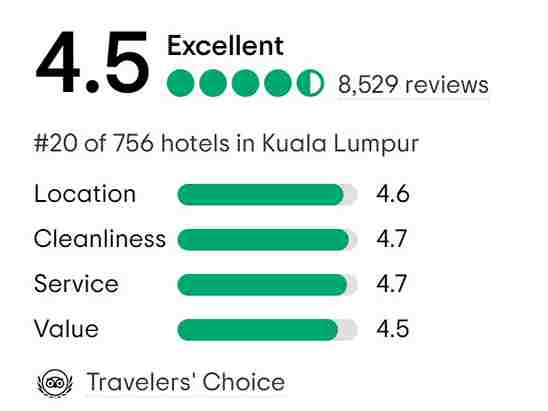 4.5 Excellent
8,529 reviews
#20 of 756 hotels in Kuala Lumpur
Location 4.6
Cleanliness 4.7
Service 4.7
Value 4.5
Travelers' Choice